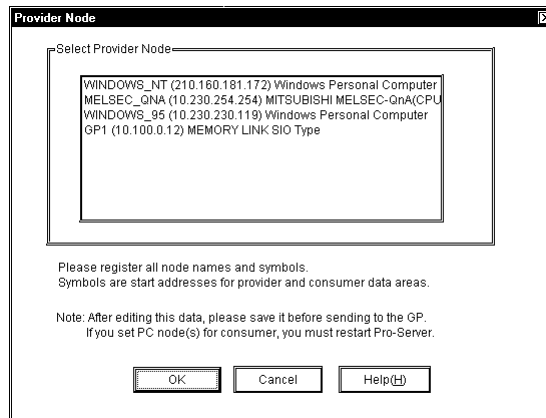 Provider Node
Select Provider Node
WINDOWS_NT (210.160.181.172) Windows Personal Computer
MELSEC_QNA (10.230.254.254) MITSUBISHI MELSEC-QnA(CPU
WINDOWS_95 (10.230.230.119) Windows Personal Computer
GP1 (10.100.0.12) MEMORY LINK SIO Type
Please register all node names and symbols.
Symbols are start addresses for provider and consumer data areas.
Note: After editing this data, please save it before sending to the GP.
If you set PC node(s) for consumer, you must restart Pro-Server.
OK Cancel Help(H)